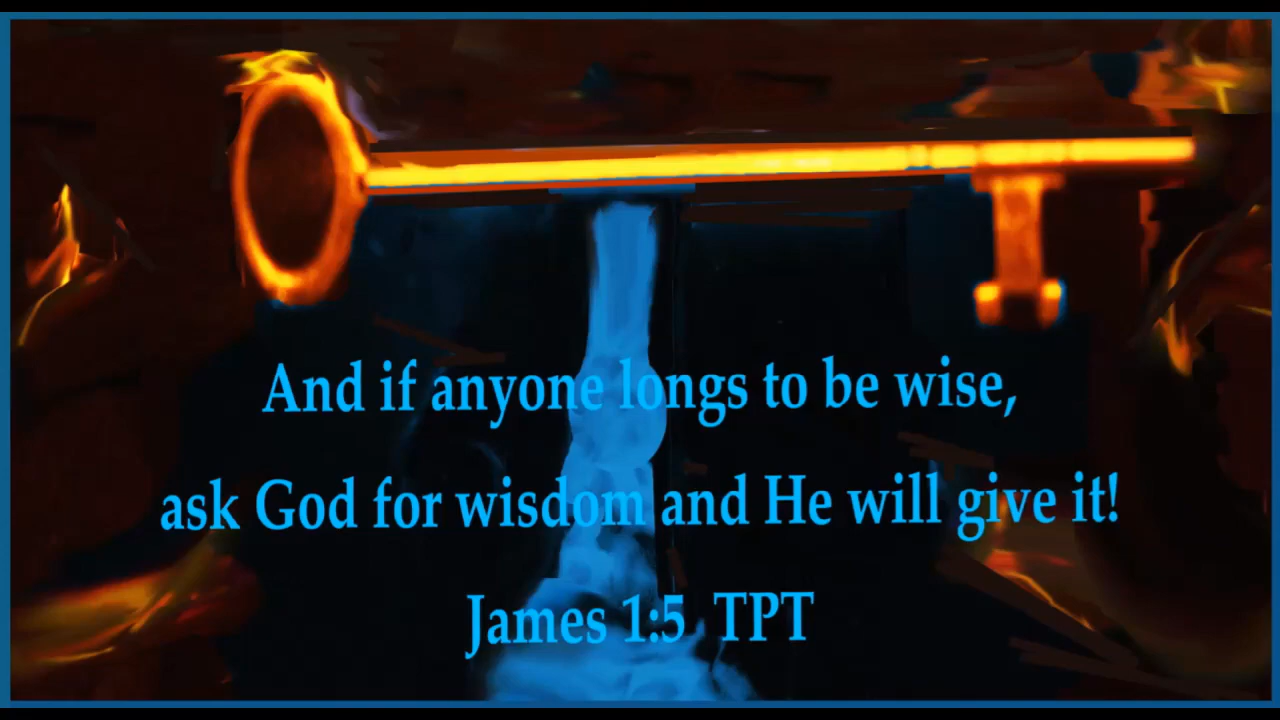 And if anyone longs to be wise,
ask God for wisdom and He will give it!
James 1:5 TPT